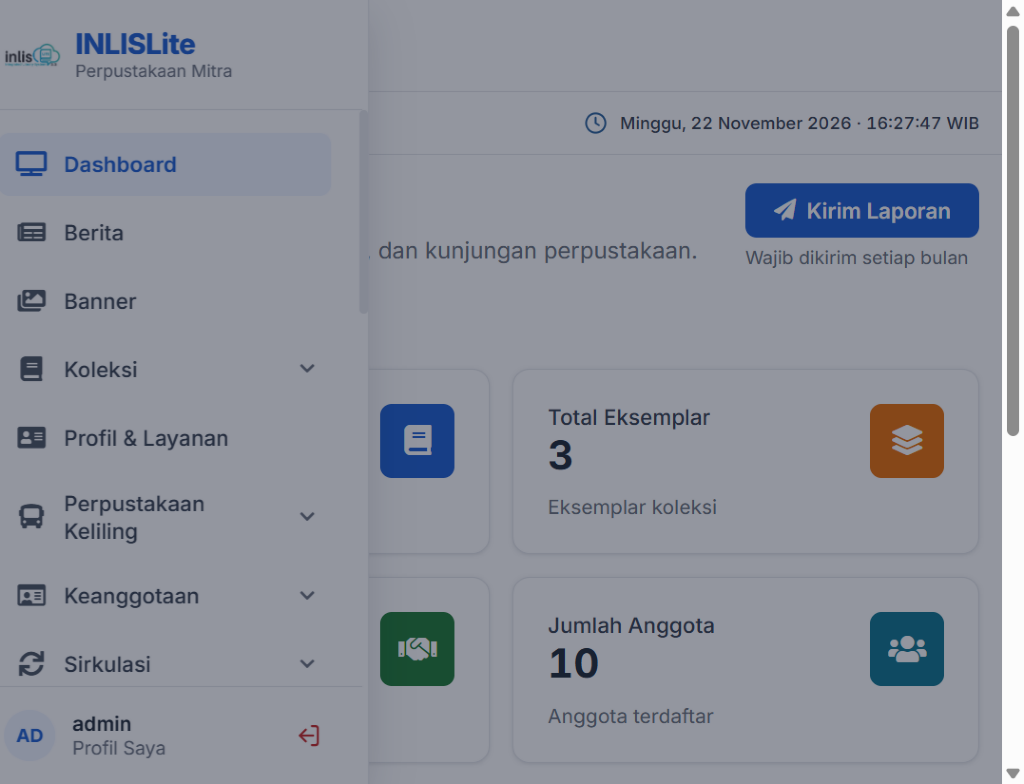 inlis
INLISLite
Perpustakaan Mitra
Dashboard
Berita
Banner
Koleksi
Profil & Layanan
Perpustakaan
Keliling
Keanggotaan
Sirkulasi
AD
admin
Profil Saya
Minggu, 22 November 2026 · 16:27:47 WIB
Kirim Laporan
, dan kunjungan perpustakaan.
Wajib dikirim setiap bulan
Total Eksemplar
3
Eksemplar koleksi
Jumlah Anggota
10
Anggota terdaftar